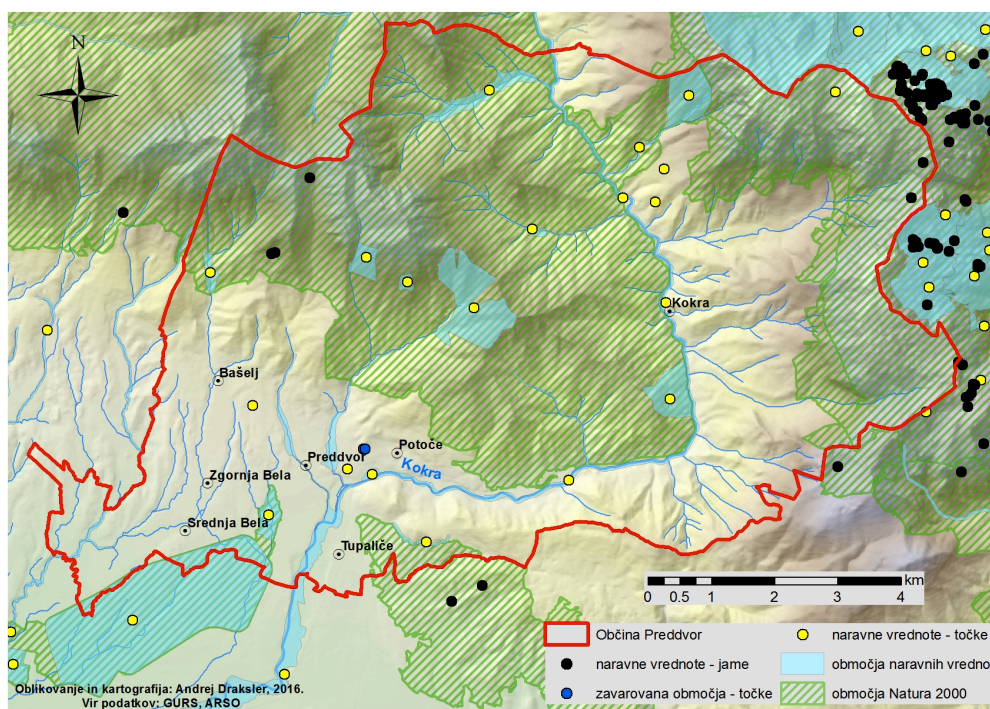 N
Kokra
Bašelj
Potoče
Preddvor
Kokra
Zgornja Bela
Srednja Bela
Tupaliče
km
0 0.5 1 2 3 4
Občina Preddvor
naravne vrednote - točke
naravne vrednote - jame
območja naravnih vredno
zavarovana območja - točke
območja Natura 2000
Oblikovanje in kartografija: Andrej Draksler, 2016.
Vir podatkov: GURS, ARSO